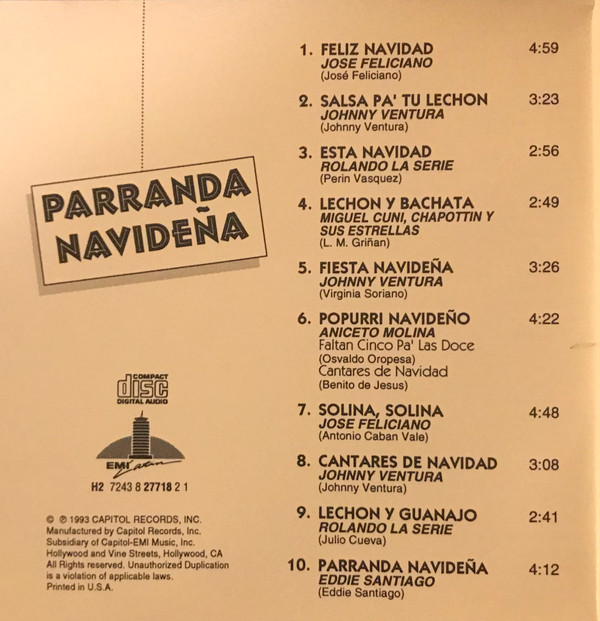 PARRANDA
NAVIDEÑA
1. FELIZ NAVIDAD 4:59
JOSE FELICIANO
(José Feliciano)
2. SALSA PA' TU LECHON 3:23
JOHNNY VENTURA
(Johnny Ventura)
3. ESTA NAVIDAD 2:56
ROLANDO LA SERIE
(Perin Vasquez)
4. LECHON Y BACHATA 2:49
MIGUEL CUNI, CHAPOTTIN Y
SUS ESTRELLAS
(L. M. Griñan)
5. FIESTA NAVIDEÑA 3:26
JOHNNY VENTURA
(Virginia Soriano)
6. POPURRI NAVIDEÑO 4:22
ANICETO MOLINA
Faltan Cinco Pa' Las Doce
(Osvaldo Oropesa)
Cantares de Navidad
(Benito de Jesus)
7. SOLINA, SOLINA 4:48
JOSE FELICIANO
(Antonio Caban Vale)
8. CANTARES DE NAVIDAD 3:08
JOHNNY VENTURA
(Johnny Ventura)
9. LECHON Y GUANAJO 2:41
ROLANDO LA SERIE
(Julio Cueva)
10. PARRANDA NAVIDEÑA 4:12
EDDIE SANTIAGO
(Eddie Santiago)
COMPACT
disc
DIGITAL AUDIO
EMI Latin
H2 7243 8 27718 2 1
© ℗ 1993 CAPITOL RECORDS, INC.
Manufactured by Capitol Records, Inc.
Subsidiary of Capitol-EMI Music, Inc.
Hollywood and Vine Streets, Hollywood, CA
All Rights reserved. Unauthorized Duplication
is a violation of applicable laws.
Printed in U.S.A.